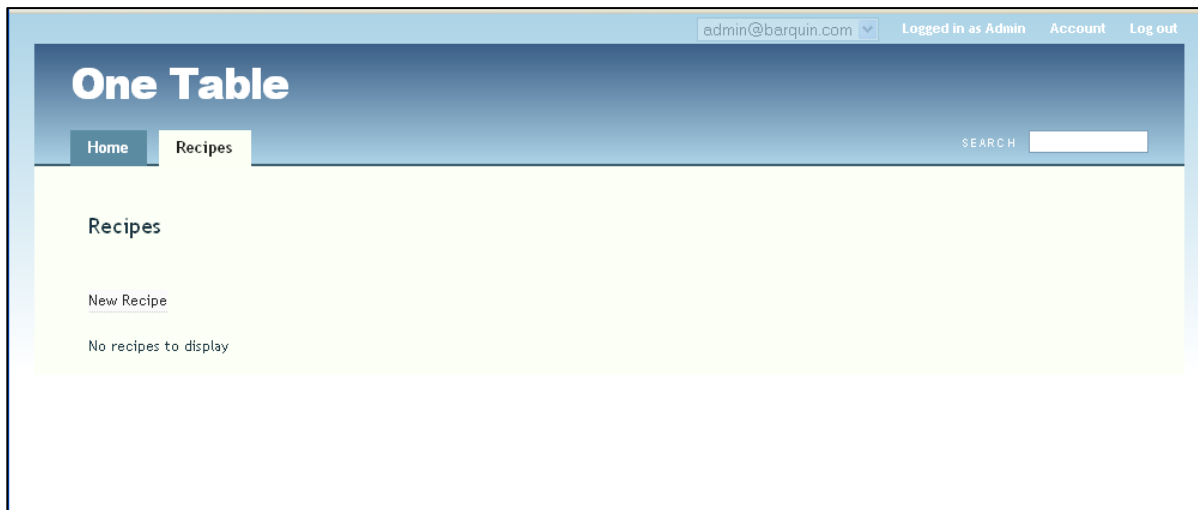 admin@barquin.com Logged in as Admin Account Log out
One Table
Home Recipes SEARCH
Recipes
New Recipe
No recipes to display